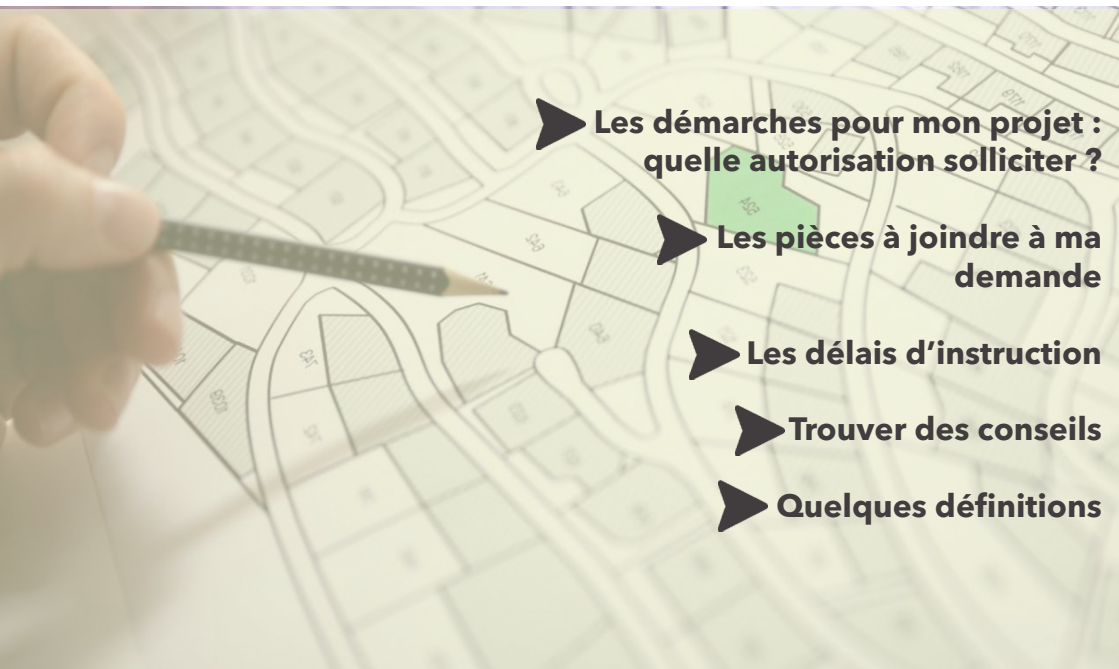 Les démarches pour mon projet :
quelle autorisation solliciter ?
Les pièces à joindre à ma
demande
Les délais d’instruction
Trouver des conseils
Quelques définitions